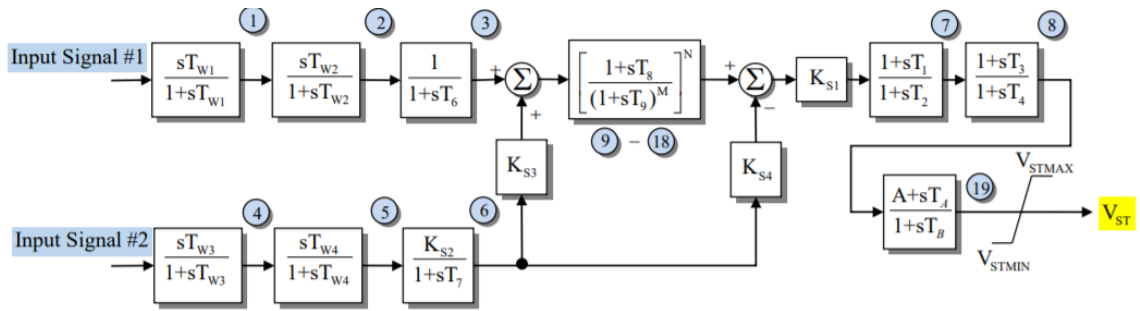 1 2 3 7 8
Input Signal #1
sT_W1 / 1+sT_W1
sT_W2 / 1+sT_W2
1 / 1+sT_6
+ Σ +
[ 1+sT_8 / (1+sT_9)^M ]^N
+ Σ −
K_S1
1+sT_1 / 1+sT_2
1+sT_3 / 1+sT_4
9 – 18
K_S3
K_S4
V_STMAX
A+sT_A / 1+sT_B
19
V_ST
V_STMIN
4 5 6
Input Signal #2
sT_W3 / 1+sT_W3
sT_W4 / 1+sT_W4
K_S2 / 1+sT_7